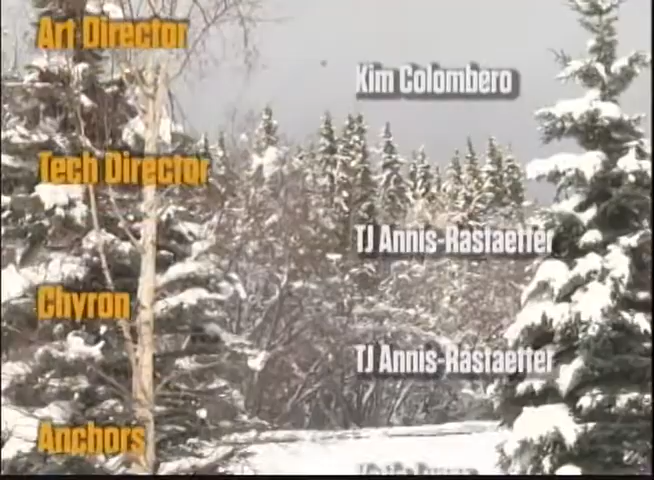 Art Director
Kim Colombero
Tech Director
TJ Annis-Rastaetter
Chyron
TJ Annis-Rastaetter
Anchors